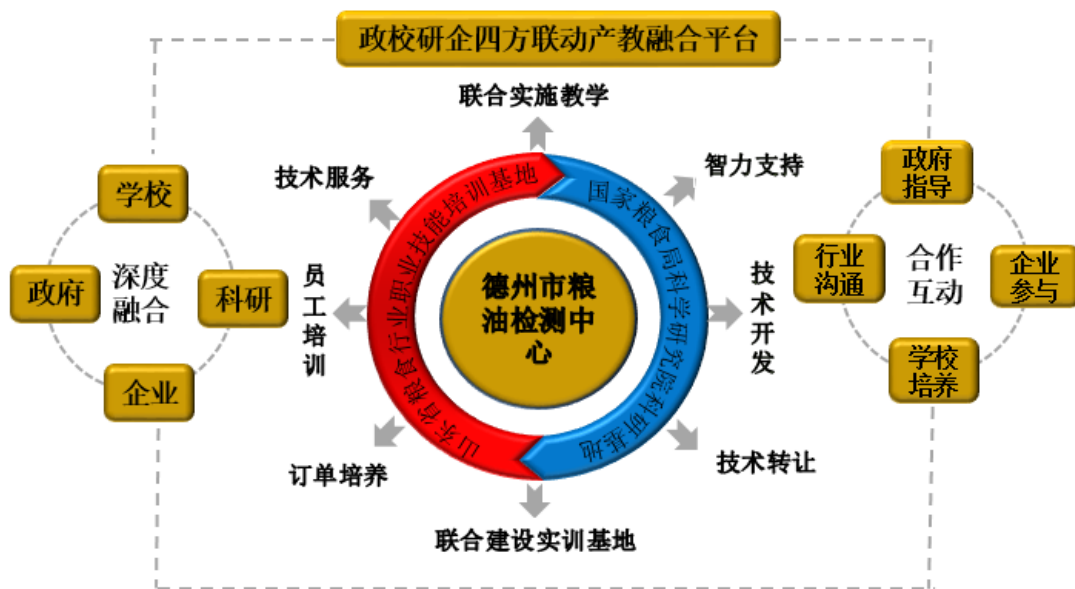 政校研企四方联动产教融合平台
联合实施教学
技术服务
智力支持
学校
政府
深度
融合
科研
企业
员工培训
山东省粮食行业职业技能培训基地
国家粮食局科学研究院科研基地
德州市粮
油检测中
心
技术开发
政府
指导
行业
沟通
合作
互动
企业
参与
学校
培养
订单培养
技术转让
联合建设实训基地